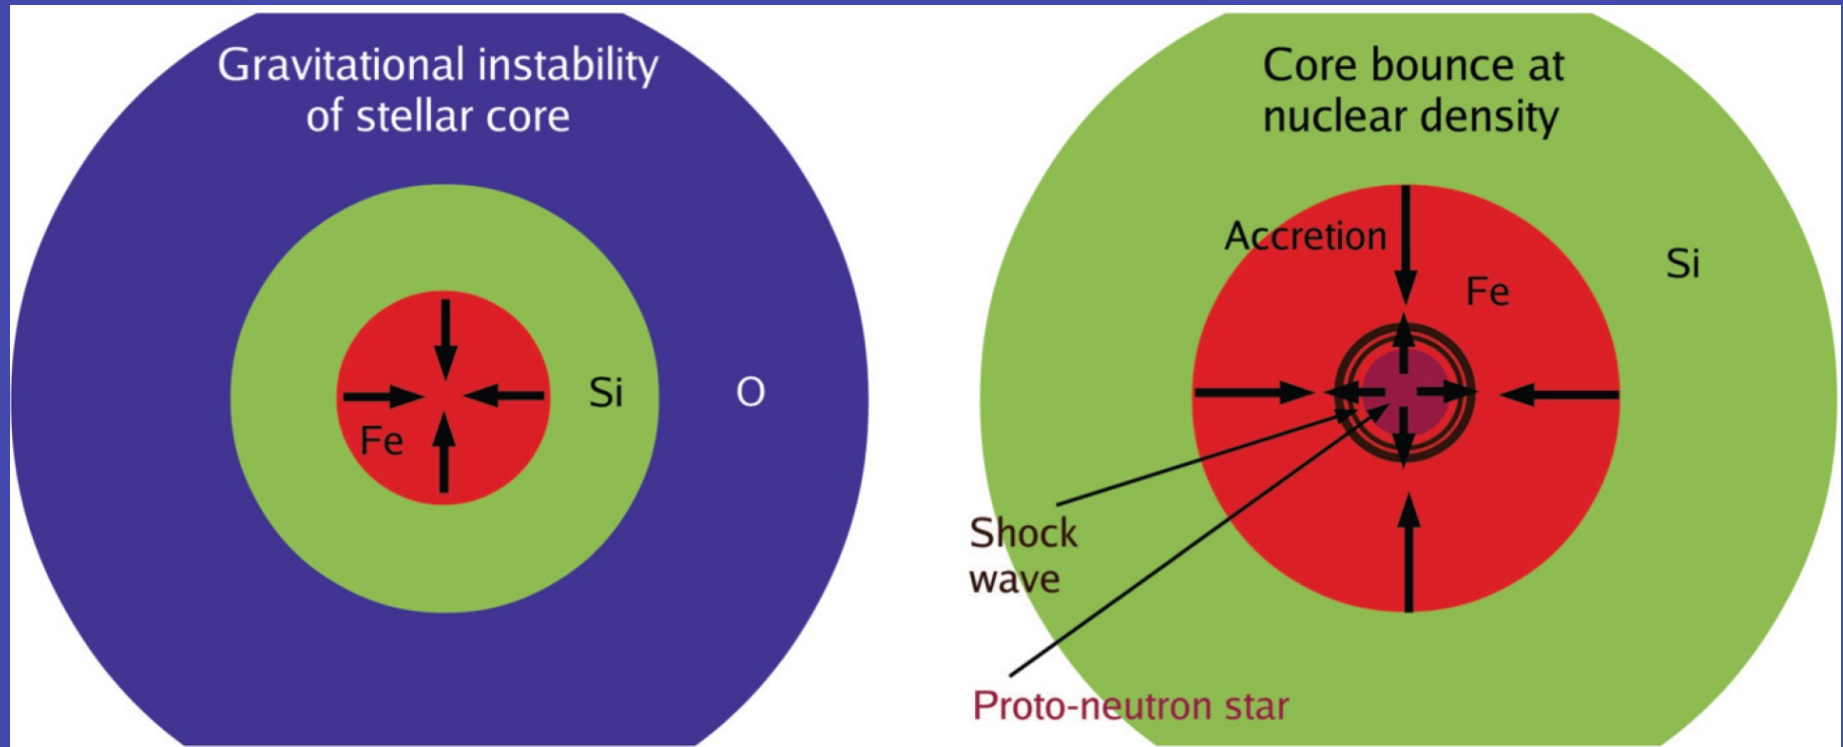 Gravitational instability
of stellar core
Fe
Si
O
Core bounce at
nuclear density
Accretion
Fe
Si
Shock
wave
Proto-neutron star